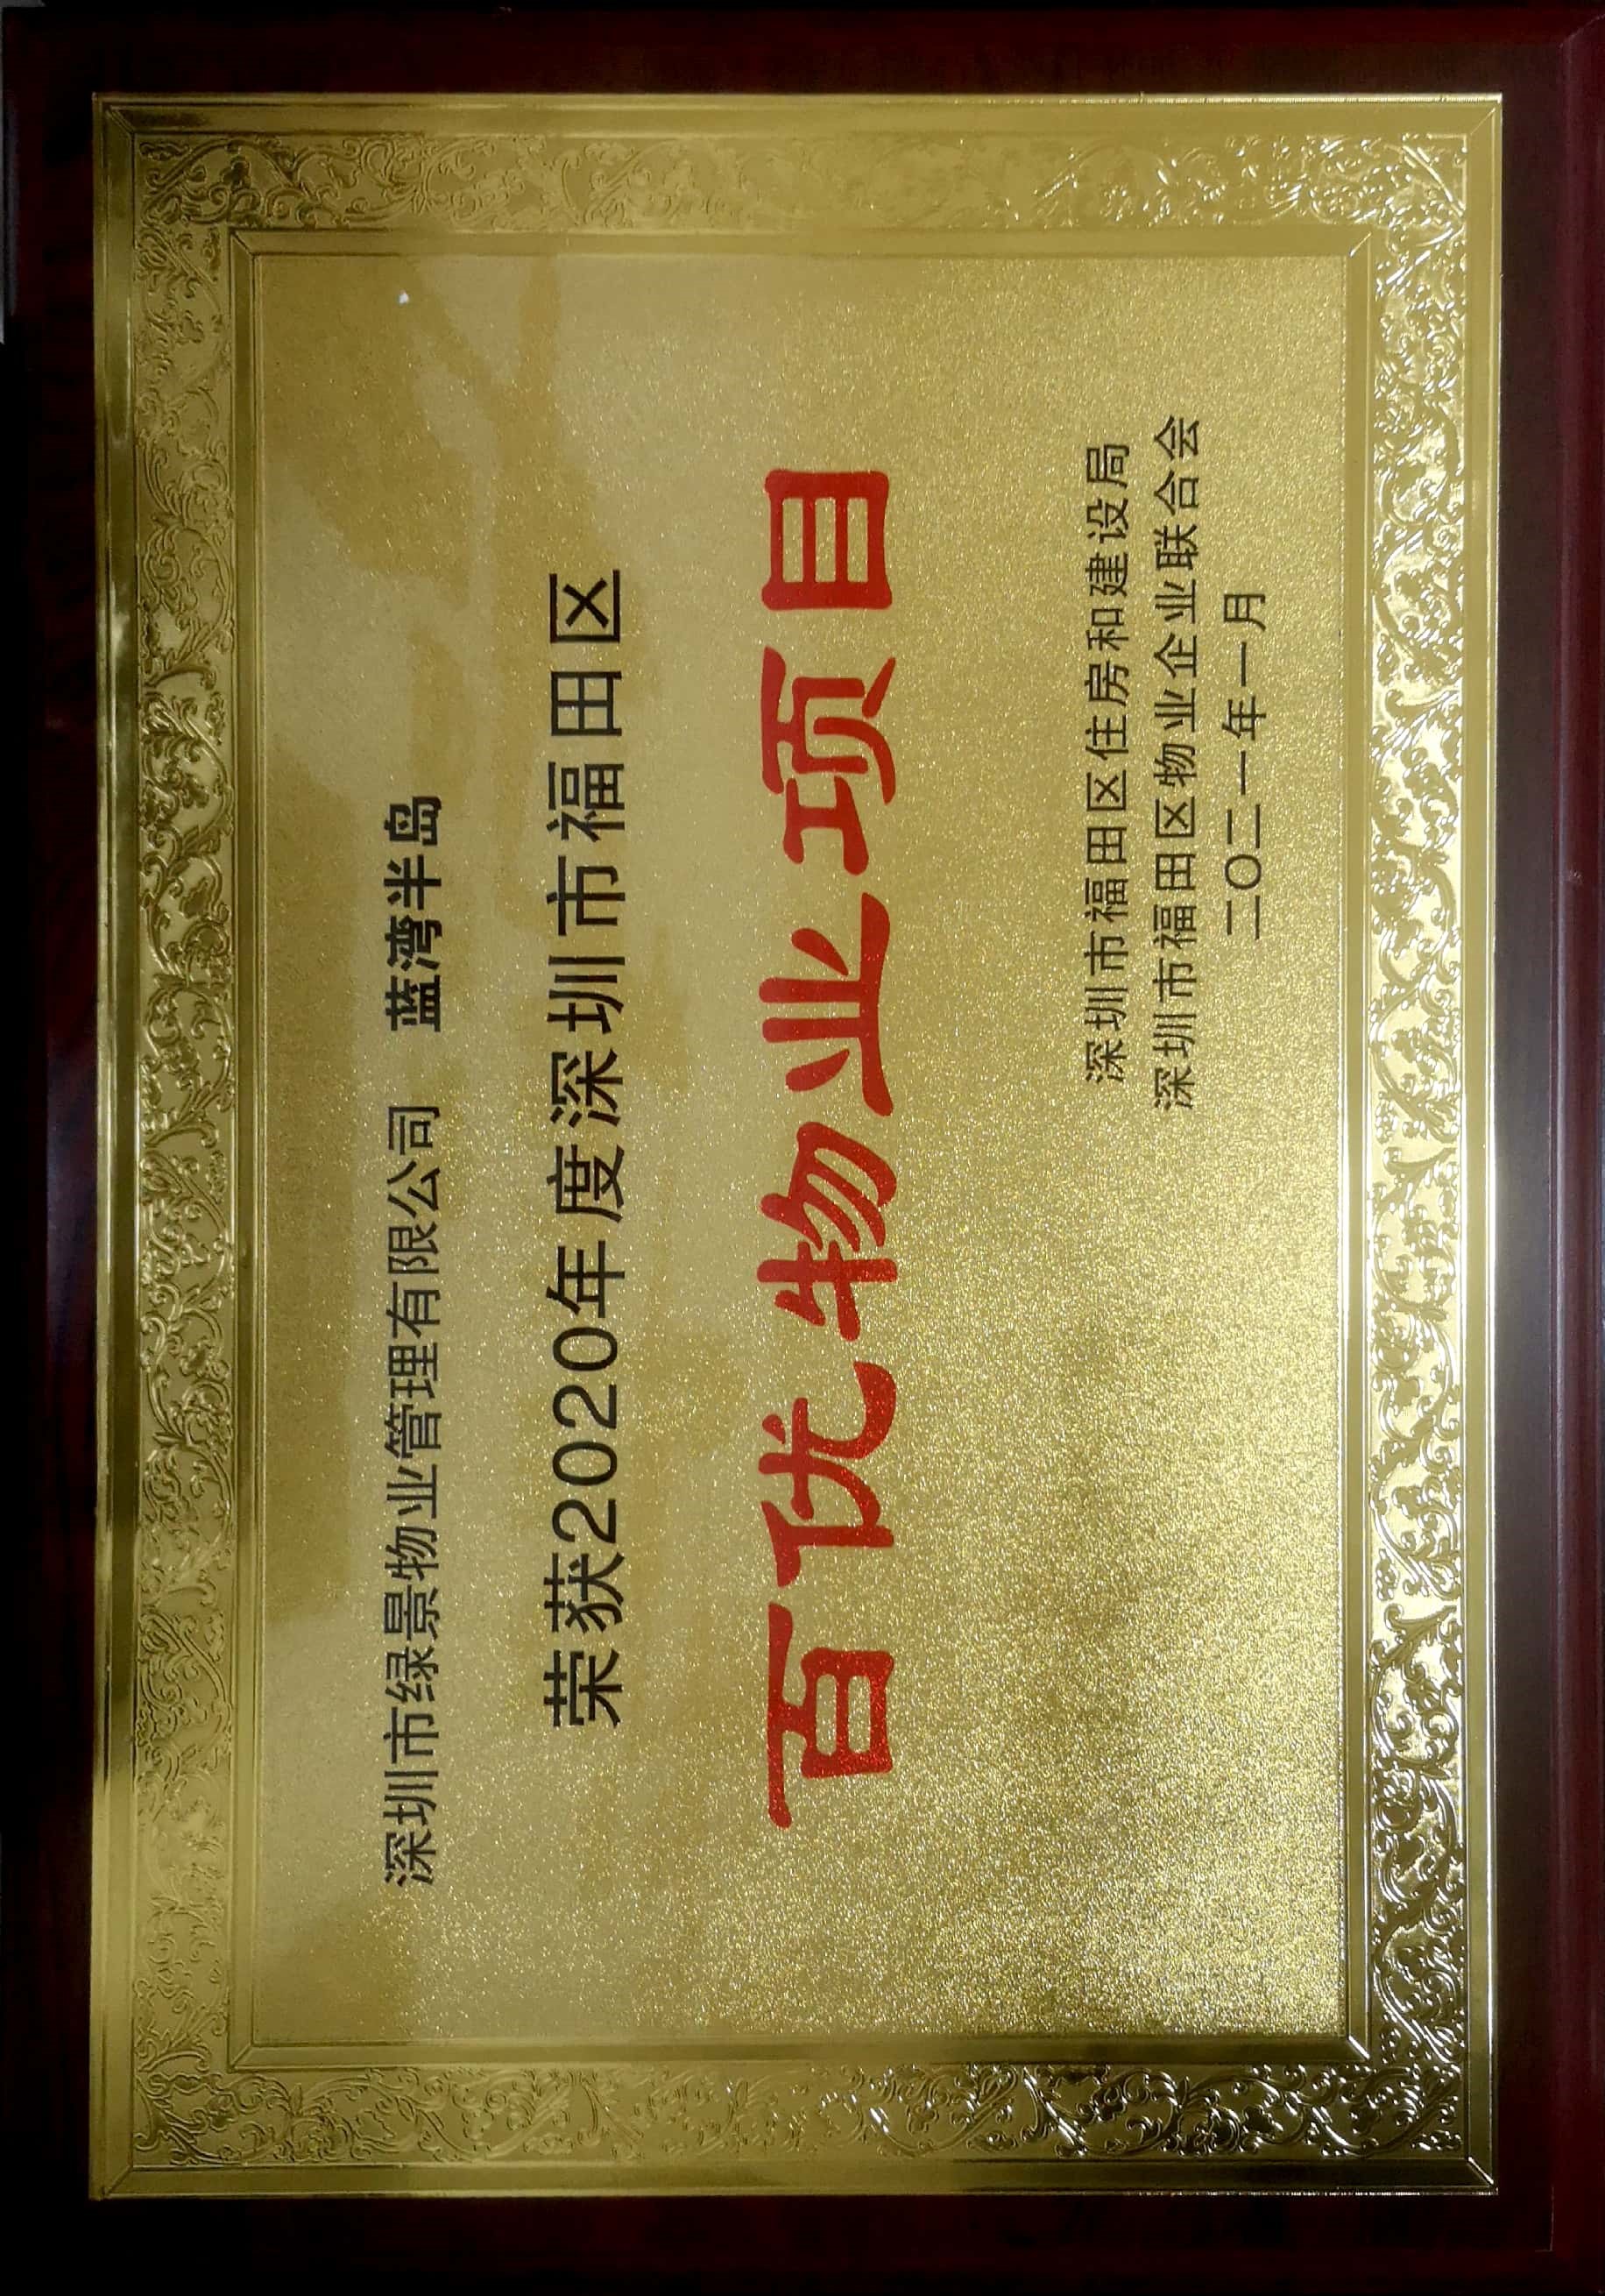 深圳市绿景物业管理有限公司 蓝湾半岛
荣获2020年度深圳市福田区
百优物业项目
深圳市福田区住房和建设局
深圳市福田区物业企业联合会
二〇二一年一月